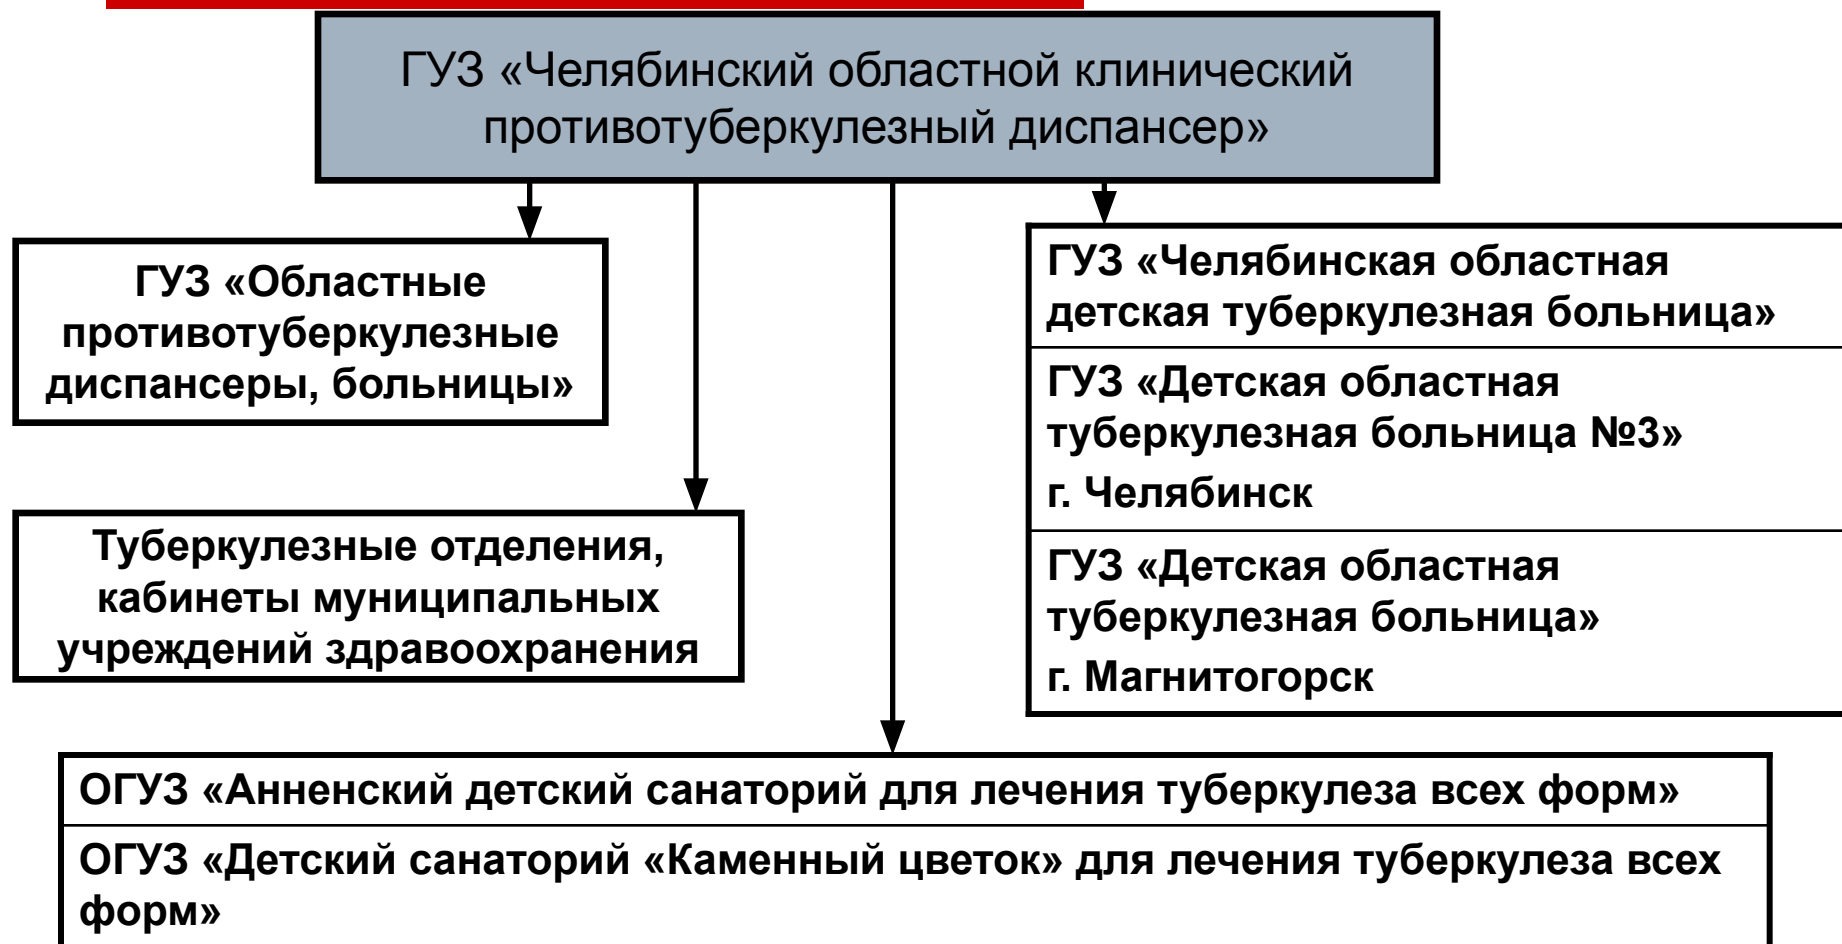 ГУЗ «Челябинский областной клинический
противотуберкулезный диспансер»
ГУЗ «Областные
противотуберкулезные
диспансеры, больницы»
Туберкулезные отделения,
кабинеты муниципальных
учреждений здравоохранения
ГУЗ «Челябинская областная
детская туберкулезная больница»
ГУЗ «Детская областная
туберкулезная больница №3»
г. Челябинск
ГУЗ «Детская областная
туберкулезная больница»
г. Магнитогорск
ОГУЗ «Анненский детский санаторий для лечения туберкулеза всех форм»
ОГУЗ «Детский санаторий «Каменный цветок» для лечения туберкулеза всех
форм»